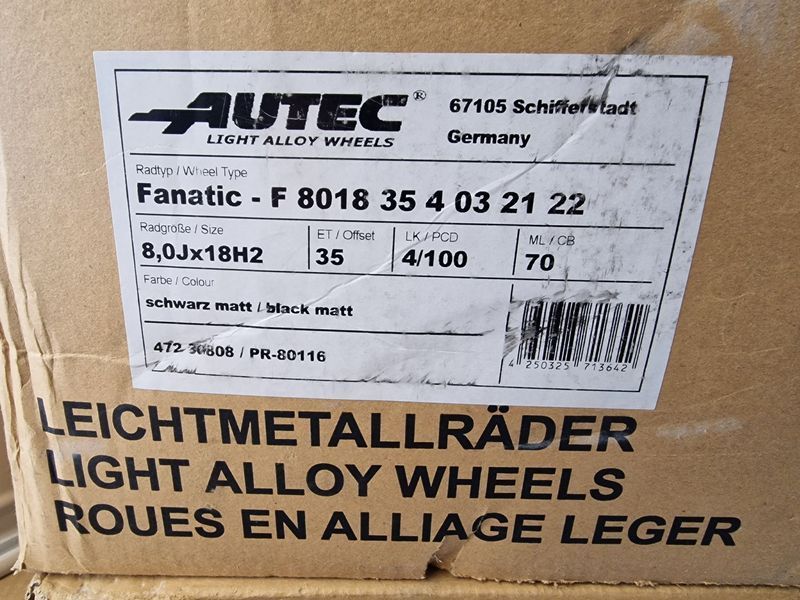 AUTEC®
LIGHT ALLOY WHEELS
67105 Schifferstadt
Germany
Radtyp / Wheel Type
Fanatic - F 8018 35 4 03 21 22
Radgroße / Size
8,0Jx18H2
ET / Offset
35
LK / PCD
4/100
ML / CB
70
Farbe / Colour
schwarz matt / black matt
472 30808 / PR-80116
4 250325 713642
LEICHTMETALLRÄDER
LIGHT ALLOY WHEELS
ROUES EN ALLIAGE LEGER